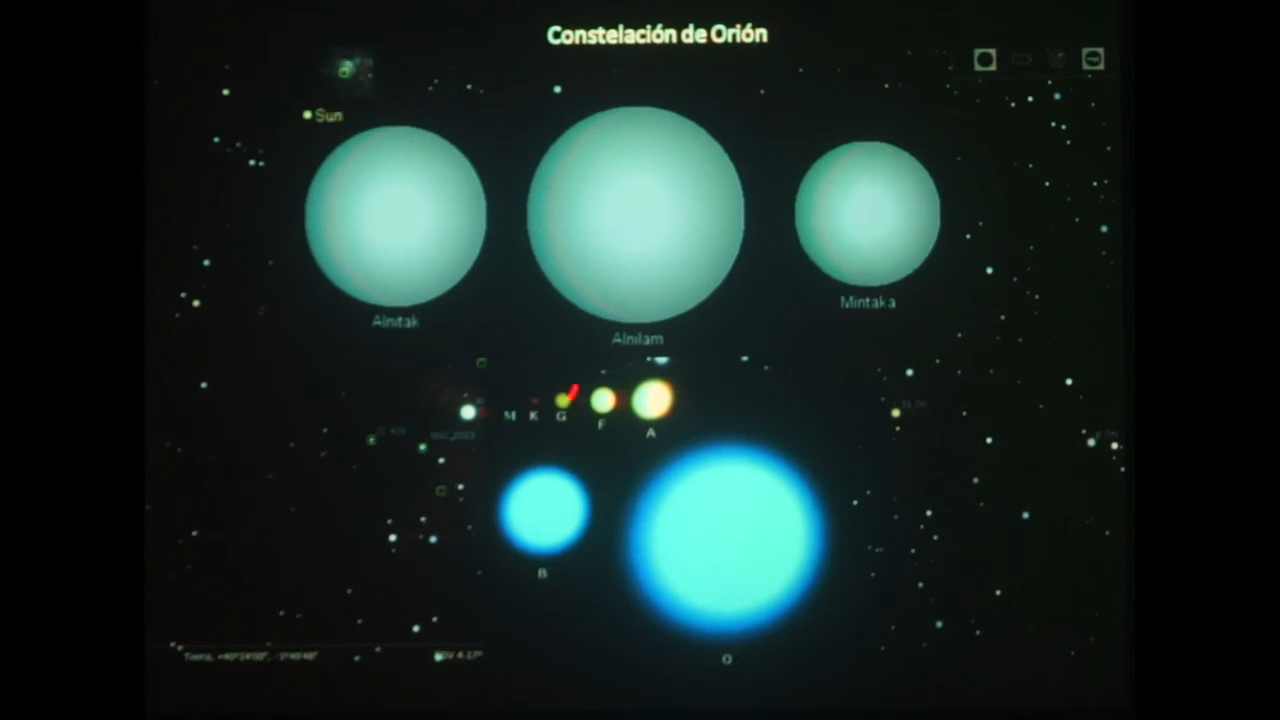 Constelación de Orión
Sun
Alnitak
Alnilam
Mintaka
M K G F A
B
O